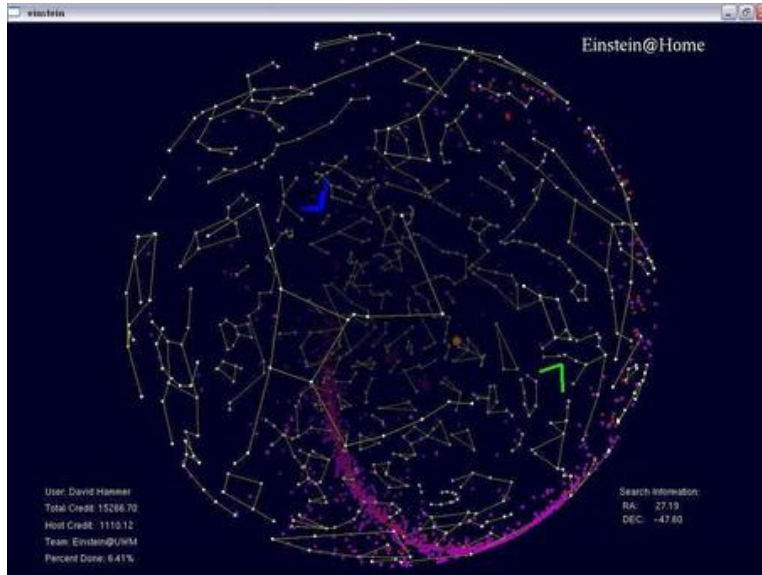 einstein
Einstein@Home
User: David Hammer
Total Credit: 15266.70
Host Credit: 1110.12
Team: Einstein@UWM
Percent Done: 6.41%
Search Information:
RA: 27.19
DEC: -47.60